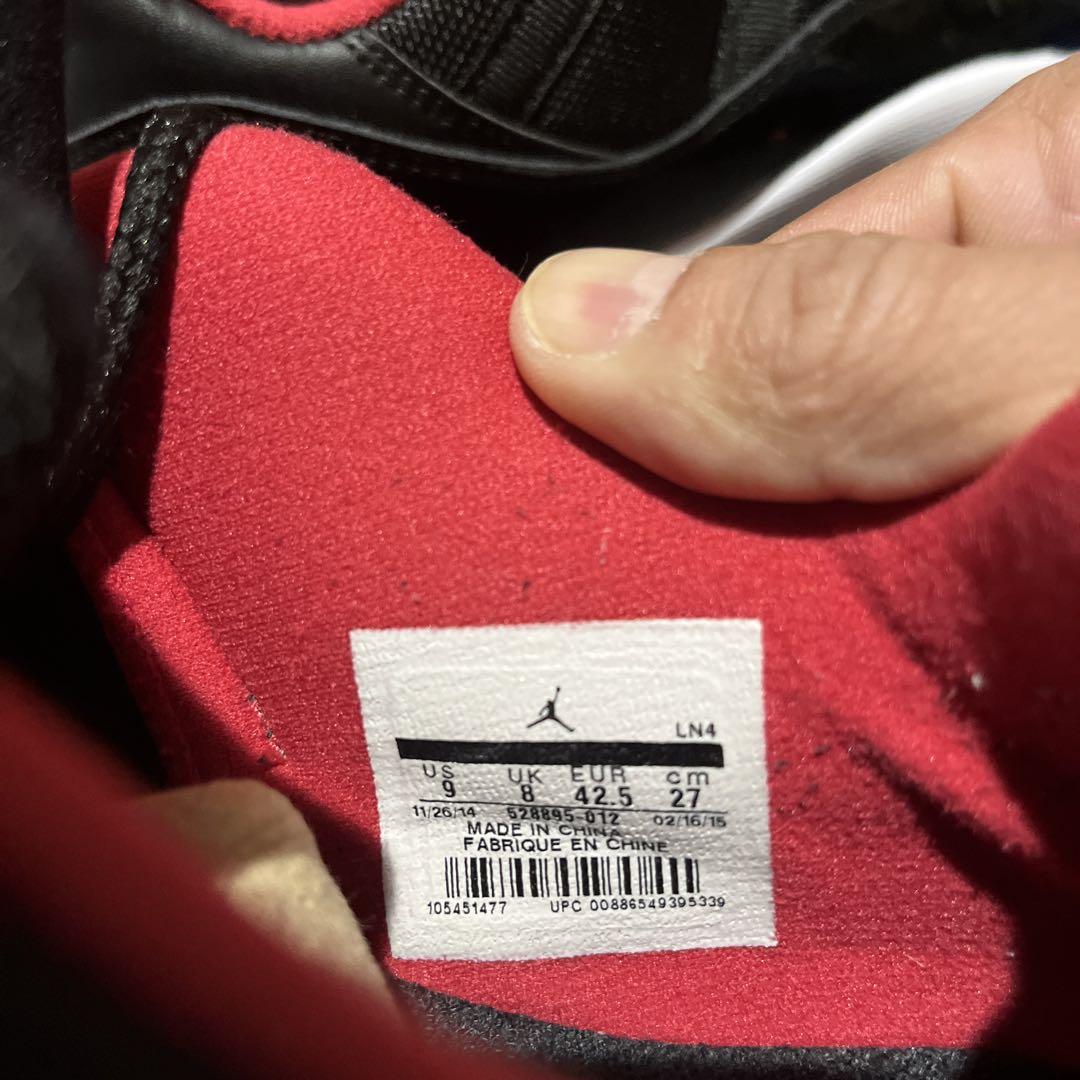 LN4
US UK EUR cm
9 8 42.5 27
11/26/14 528895-012 02/16/15
MADE IN CHINA
FABRIQUE EN CHINE
105451477 UPC 00886549395339